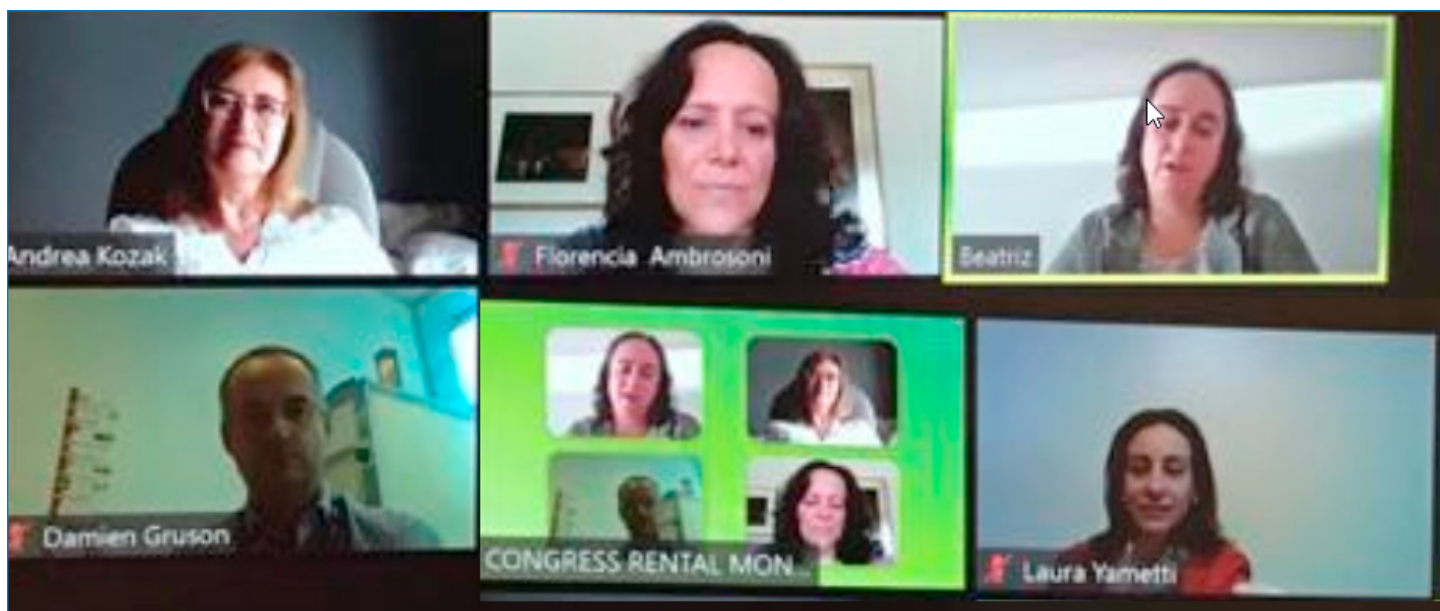 Andrea Kozak
Florencia Ambrosoni
Beatriz
Damien Gruson
CONGRESS RENTAL MON...
Laura Yametti